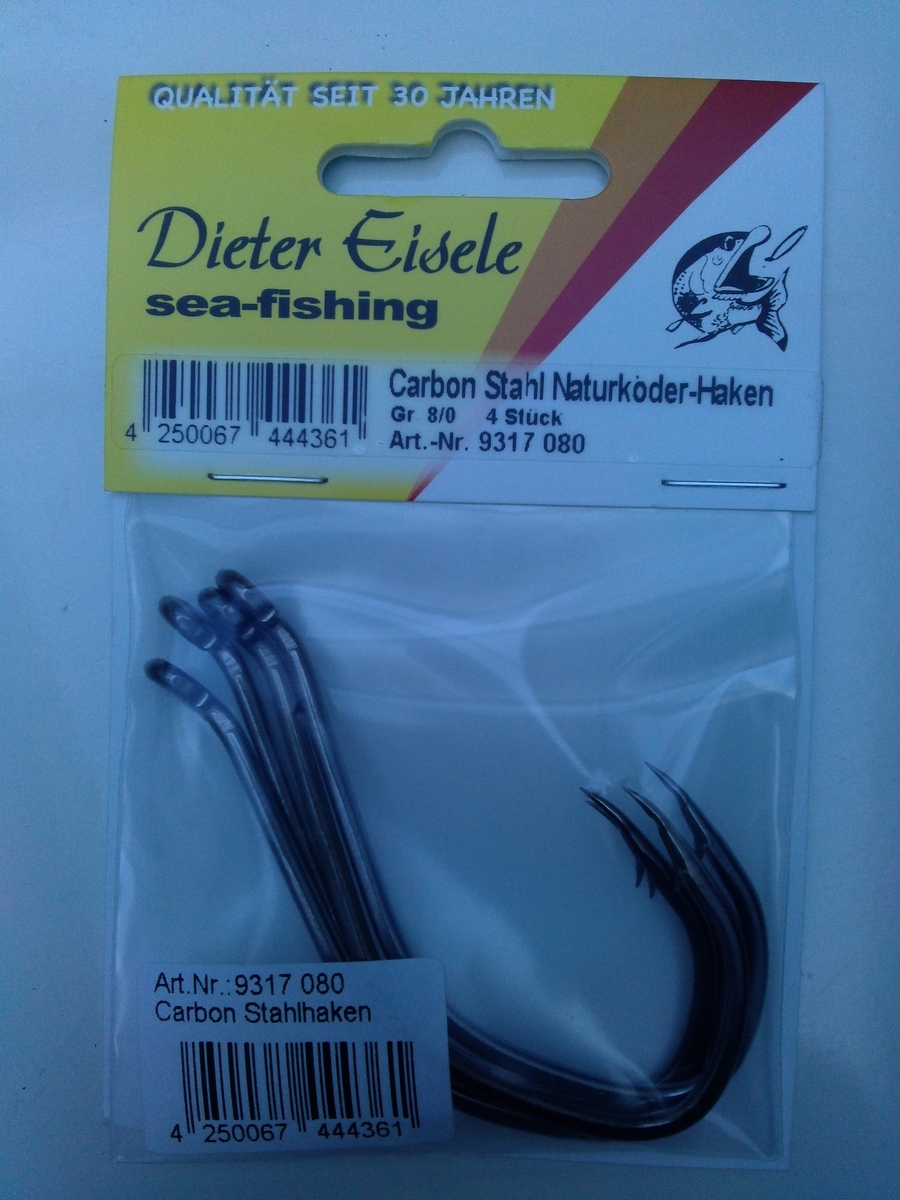 QUALITÄT SEIT 30 JAHREN
Dieter Eisele
sea-fishing
Carbon Stahl Naturköder-Haken
Gr 8/0 4 Stück
Art.-Nr. 9317 080
4 250067 444361
Art.Nr.:9317 080
Carbon Stahlhaken
4 250067 444361